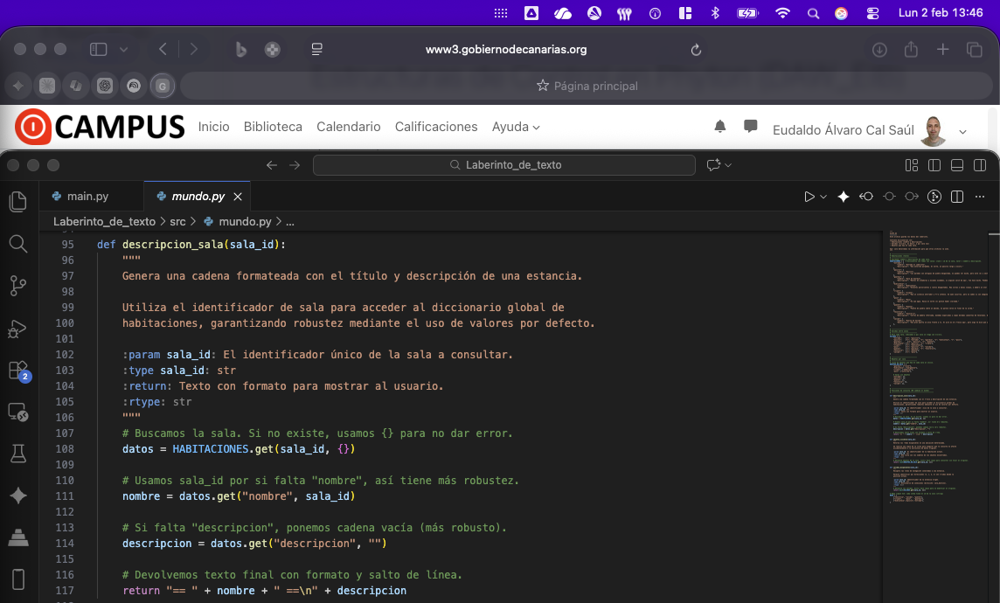 Lun 2 feb 13:46
www3.gobiernodecanarias.org
G
Página principal
CAMPUS
Inicio Biblioteca Calendario Calificaciones Ayuda
Eudaldo Álvaro Cal Saúl
Laberinto_de_texto
main.py mundo.py
Laberinto_de_texto > src > mundo.py > ...
95 def descripcion_sala(sala_id):
96 """
97 Genera una cadena formateada con el título y descripción de una estancia.
98
99 Utiliza el identificador de sala para acceder al diccionario global de
100 habitaciones, garantizando robustez mediante el uso de valores por defecto.
101
102 :param sala_id: El identificador único de la sala a consultar.
103 :type sala_id: str
104 :return: Texto con formato para mostrar al usuario.
105 :rtype: str
106 """
107 # Buscamos la sala. Si no existe, usamos {} para no dar error.
108 datos = HABITACIONES.get(sala_id, {})
109
110 # Usamos sala_id por si falta "nombre", así tiene más robustez.
111 nombre = datos.get("nombre", sala_id)
112
113 # Si falta "descripcion", ponemos cadena vacía (más robusto).
114 descripcion = datos.get("descripcion", "")
115
116 # Devolvemos texto final con formato y salto de línea.
117 return "== " + nombre + " ==\n" + descripcion
2